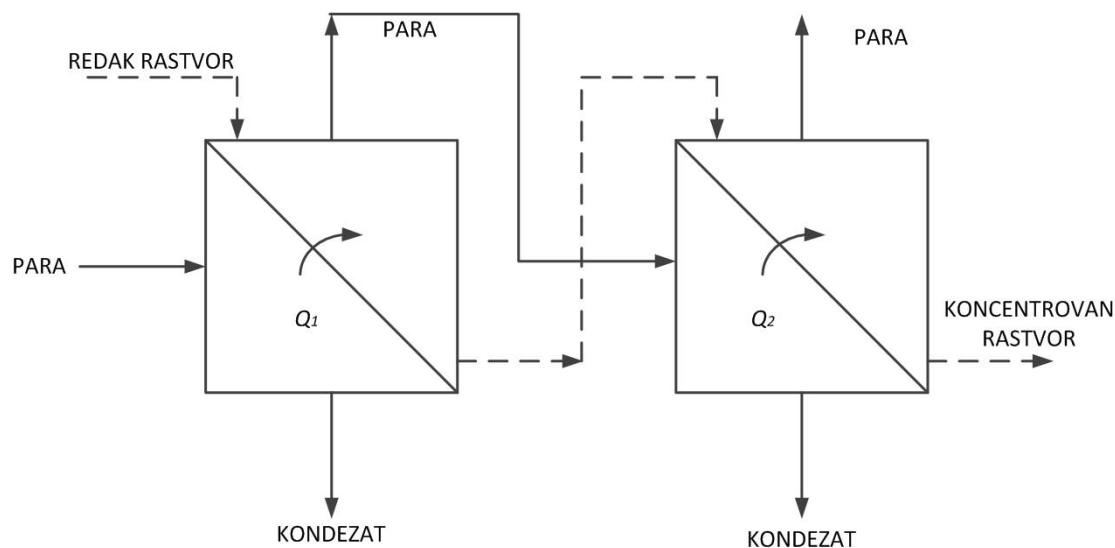 PARA
PARA
REDAK RASTVOR
PARA
Q1
Q2
KONCENTROVAN
RASTVOR
KONDEZAT
KONDEZAT